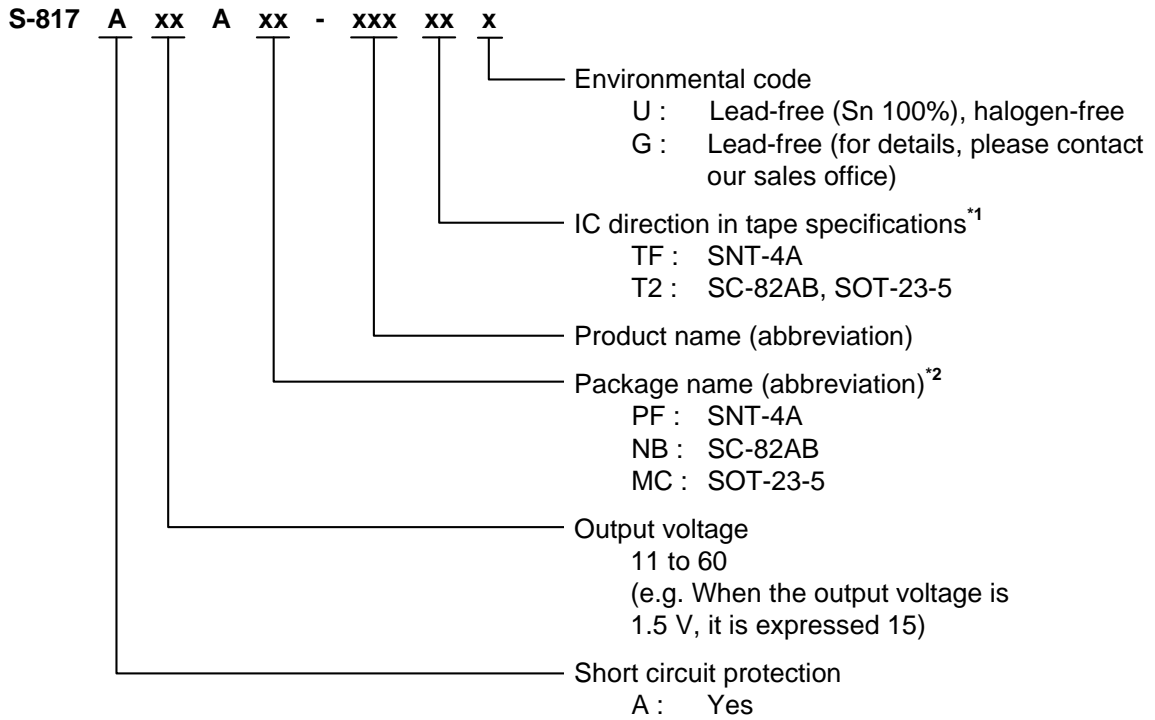 S-817 A xx A xx - xxx xx x
Environmental code
U : Lead-free (Sn 100%), halogen-free
G : Lead-free (for details, please contact
our sales office)
IC direction in tape specifications*1
TF : SNT-4A
T2 : SC-82AB, SOT-23-5
Product name (abbreviation)
Package name (abbreviation)*2
PF : SNT-4A
NB : SC-82AB
MC : SOT-23-5
Output voltage
11 to 60
(e.g. When the output voltage is
1.5 V, it is expressed 15)
Short circuit protection
A : Yes